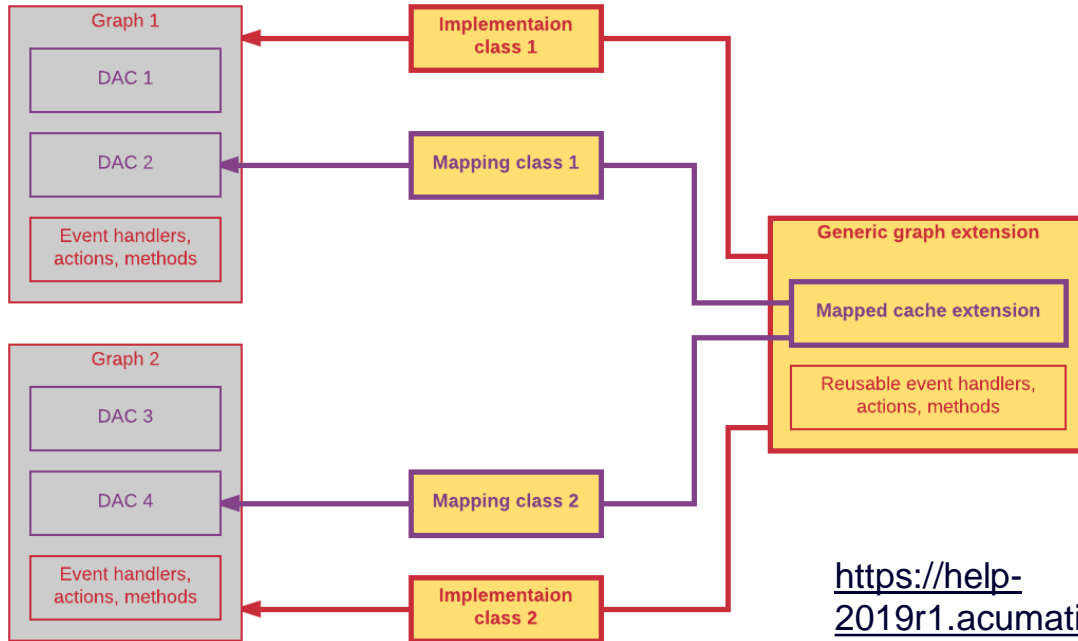 Graph 1
DAC 1
DAC 2
Event handlers,
actions, methods
Implementaion
class 1
Mapping class 1
Generic graph extension
Mapped cache extension
Reusable event handlers,
actions, methods
Graph 2
DAC 3
DAC 4
Event handlers,
actions, methods
Mapping class 2
Implementaion
class 2
https://help-
2019r1.acumati